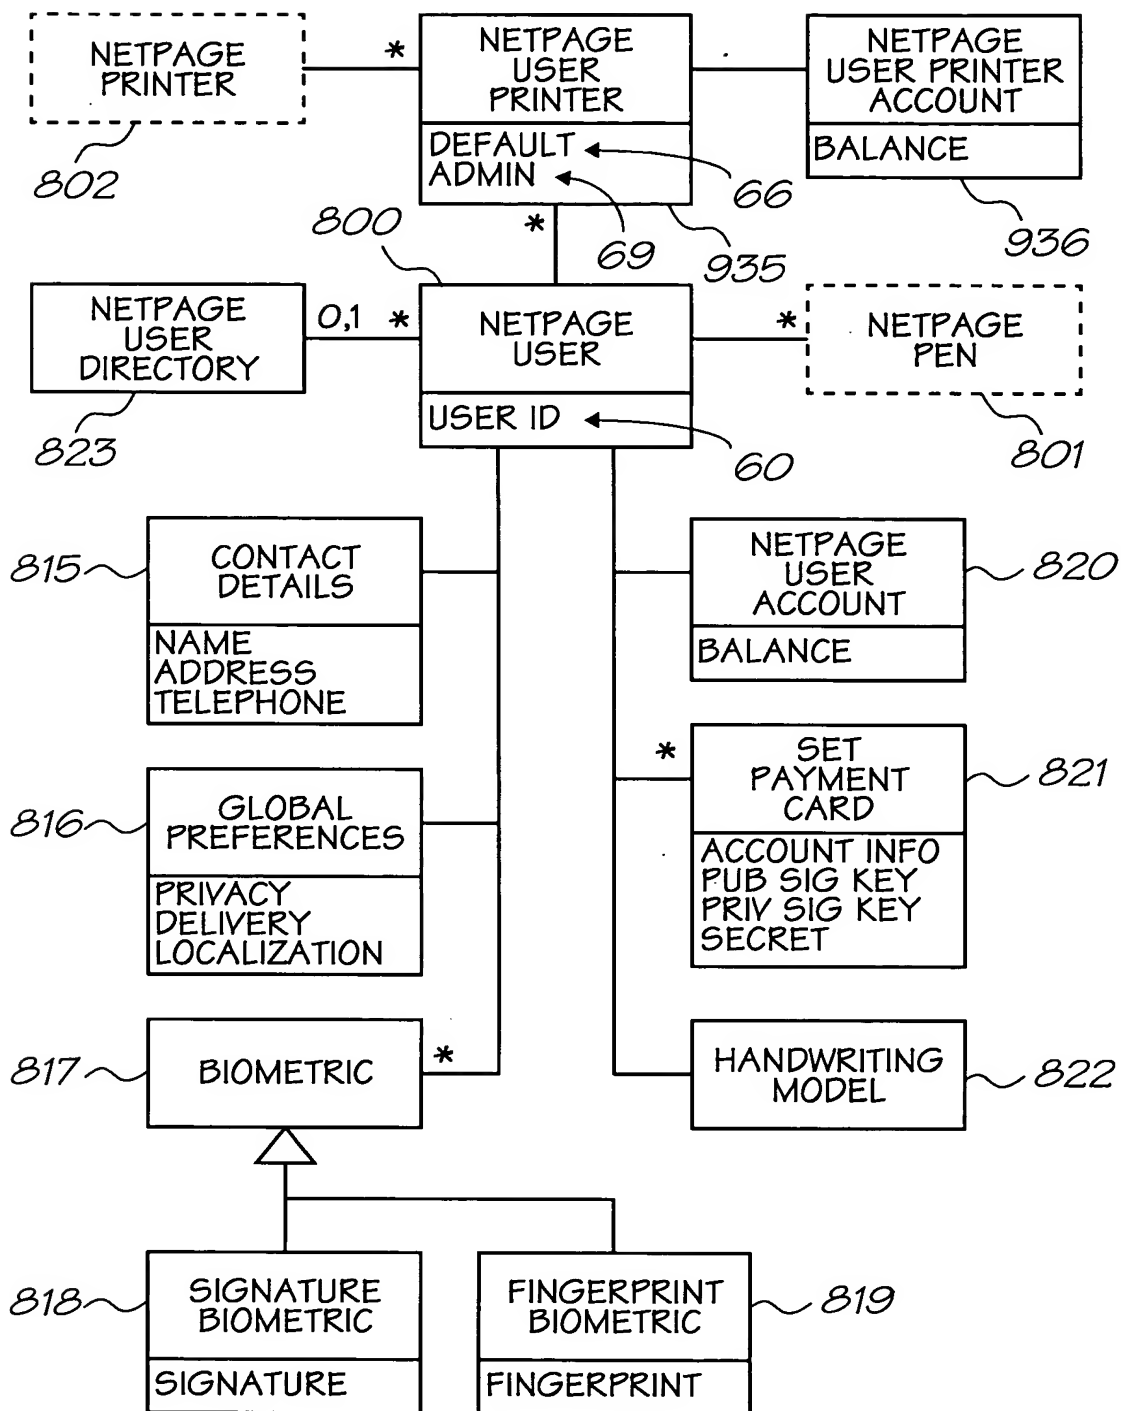 NETPAGE
PRINTER
802
*
NETPAGE
USER
PRINTER
DEFAULT
ADMIN
66
69
935
*
NETPAGE
USER PRINTER
ACCOUNT
BALANCE
936
800
NETPAGE
USER
DIRECTORY
823
0,1 *
NETPAGE
USER
USER ID
60
*
NETPAGE
PEN
801
815
CONTACT
DETAILS
NAME
ADDRESS
TELEPHONE
NETPAGE
USER
ACCOUNT
BALANCE
820
816
GLOBAL
PREFERENCES
PRIVACY
DELIVERY
LOCALIZATION
*
SET
PAYMENT
CARD
ACCOUNT INFO
PUB SIG KEY
PRIV SIG KEY
SECRET
821
817
BIOMETRIC
*
HANDWRITING
MODEL
822
818
SIGNATURE
BIOMETRIC
SIGNATURE
FINGERPRINT
BIOMETRIC
FINGERPRINT
819